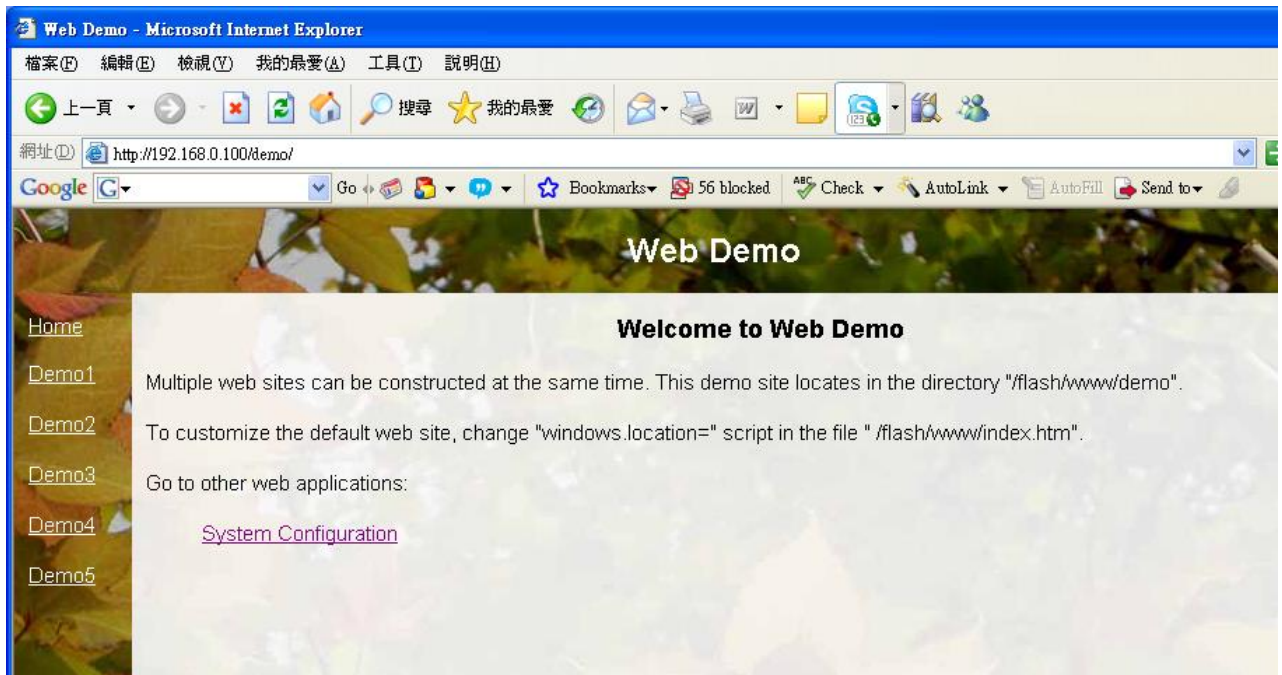 Web Demo - Microsoft Internet Explorer
檔案(F) 編輯(E) 檢視(V) 我的最愛(A) 工具(T) 說明(H)
上一頁 搜尋 我的最愛 W 123
網址(D) http://192.168.0.100/demo/
Google G Go Bookmarks 56 blocked ABC Check AutoLink AutoFill Send to
Web Demo
Home
Demo1
Demo2
Demo3
Demo4
Demo5
Welcome to Web Demo
Multiple web sites can be constructed at the same time. This demo site locates in the directory "/flash/www/demo".
To customize the default web site, change "windows.location=" script in the file " /flash/www/index.htm".
Go to other web applications:
System Configuration